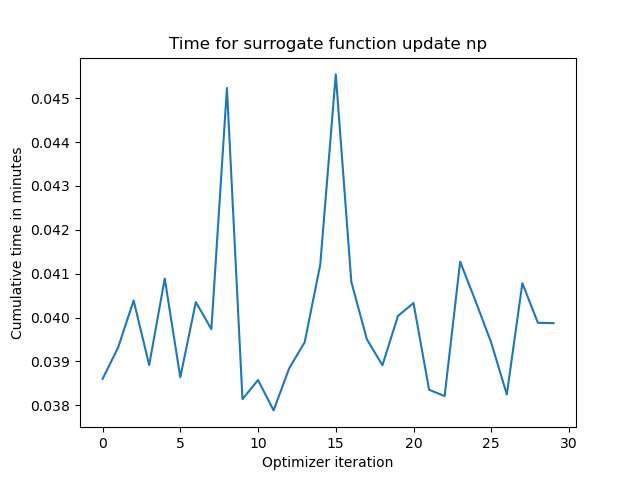 Time for surrogate function update np
Cumulative time in minutes
0.045
0.044
0.043
0.042
0.041
0.040
0.039
0.038
0 5 10 15 20 25 30
Optimizer iteration